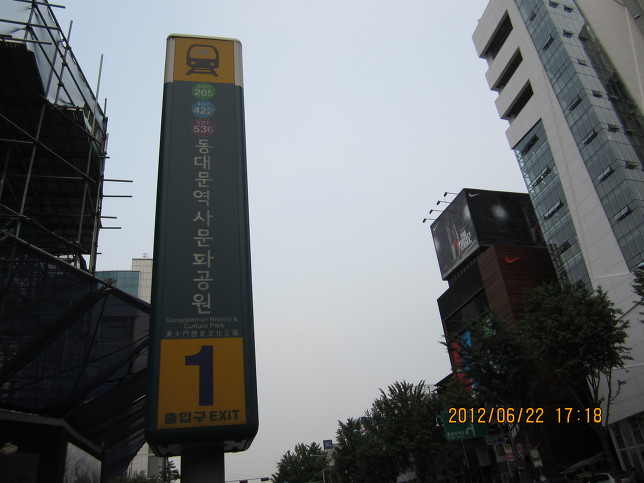 205
422
536
동대문역사문화공원
Dongdaemun History &
Culture Park
東大門歷史文化公園
1
출입구 EXIT
2012/06/22 17:18